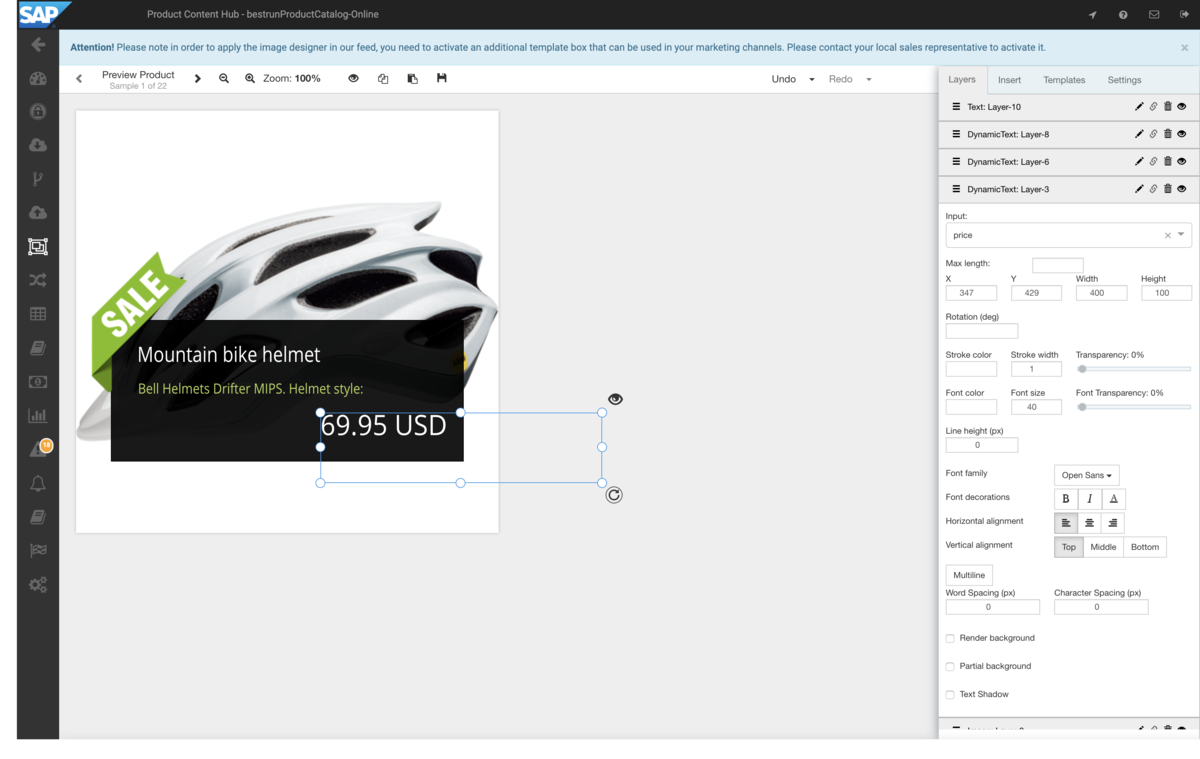 SAP
Product Content Hub - bestrunProductCatalog-Online
Attention! Please note in order to apply the image designer in our feed, you need to activate an additional template box that can be used in your marketing channels. Please contact your local sales representative to activate it.
Preview Product
Sample 1 of 22
Zoom: 100%
Undo
Redo
Layers
Insert
Templates
Settings
Text: Layer-10
DynamicText: Layer-8
DynamicText: Layer-6
DynamicText: Layer-3
Input:
price
Max length:
X
Y
Width
Height
347
429
400
100
Rotation (deg)
Stroke color
Stroke width
Transparency: 0%
1
Font color
Font size
Font Transparency: 0%
40
Line height (px)
0
Font family
Open Sans
Font decorations
B I A
Horizontal alignment
Vertical alignment
Top
Middle
Bottom
Multiline
Word Spacing (px)
Character Spacing (px)
0
0
Render background
Partial background
Text Shadow
SALE
Mountain bike helmet
Bell Helmets Drifter MIPS. Helmet style:
69.95 USD
18